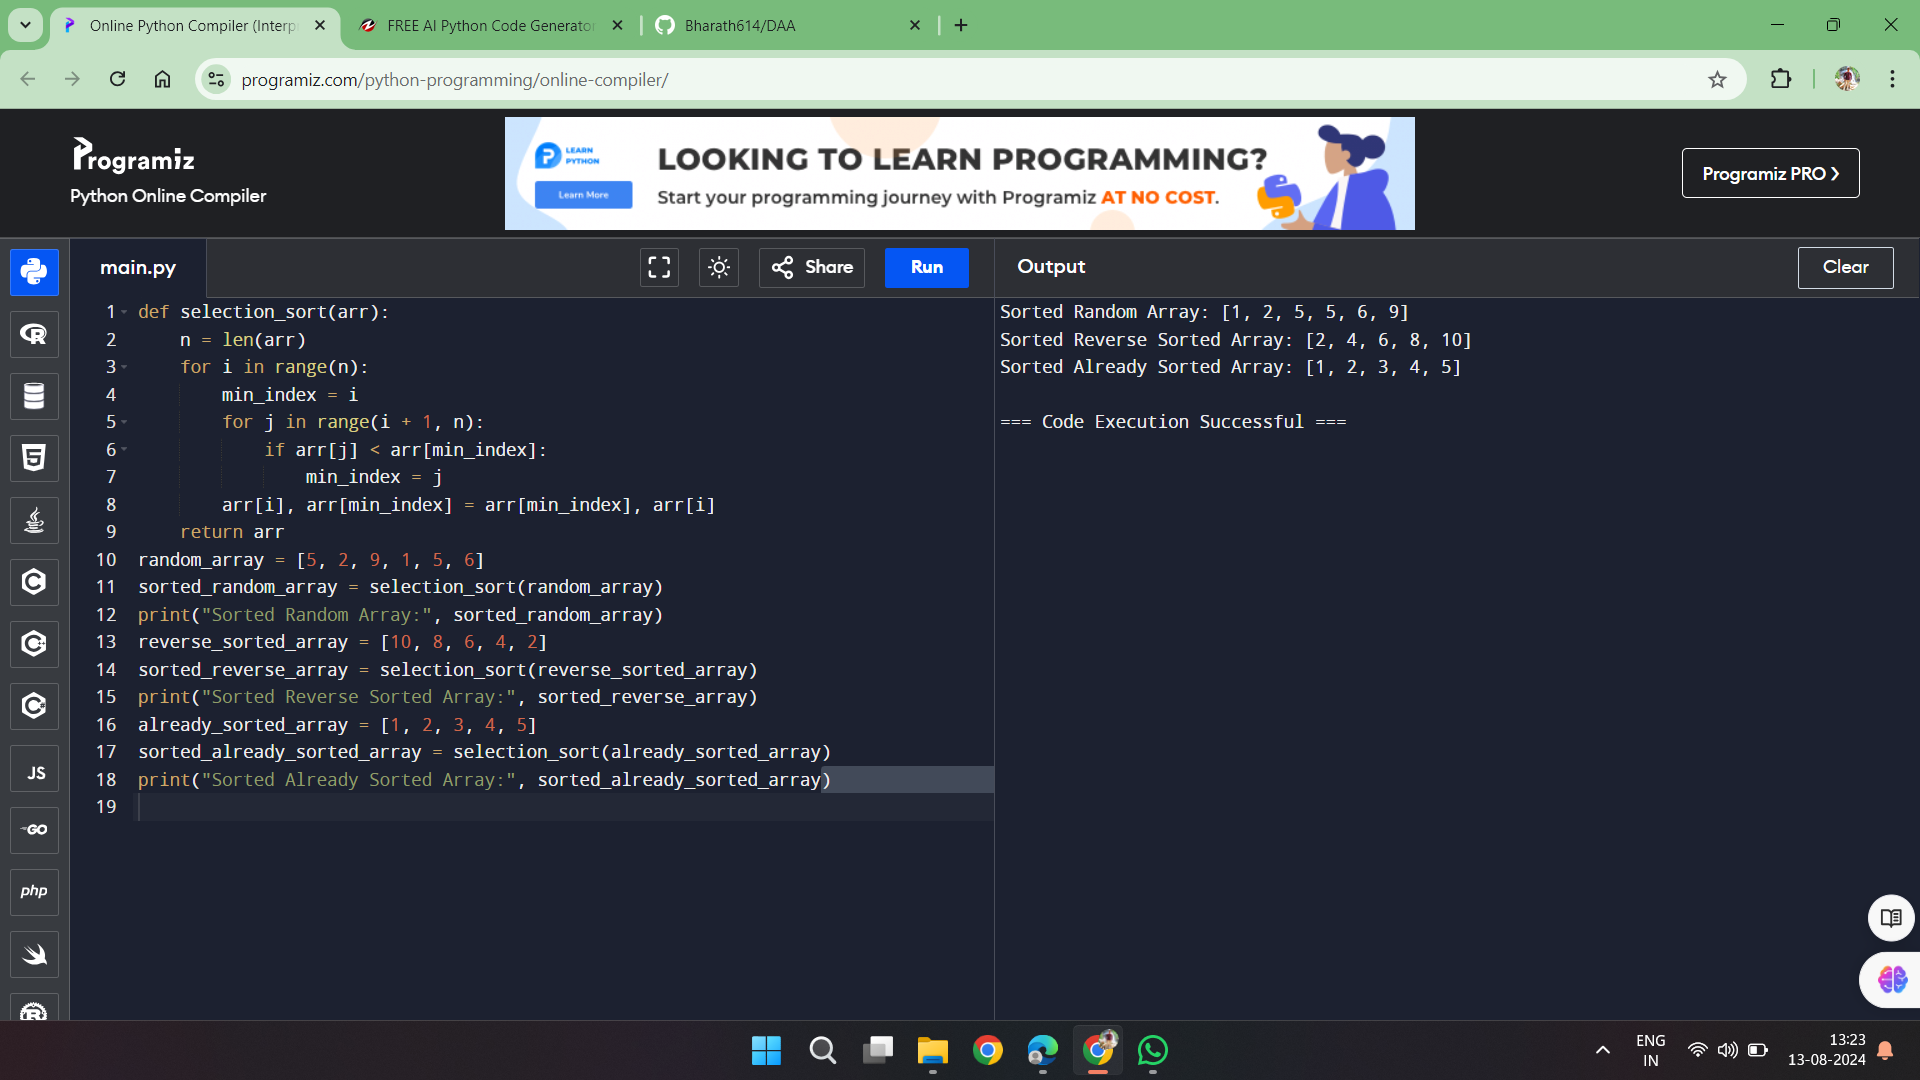 Online Python Compiler (Interp
FREE AI Python Code Generator
Bharath614/DAA
programiz.com/python-programming/online-compiler/
Programiz
Python Online Compiler
LEARN PYTHON
Learn More
LOOKING TO LEARN PROGRAMMING?
Start your programming journey with Programiz AT NO COST.
Programiz PRO
main.py
Share
Run
Output
Clear
1 def selection_sort(arr):
2     n = len(arr)
3     for i in range(n):
4         min_index = i
5         for j in range(i + 1, n):
6             if arr[j] < arr[min_index]:
7                 min_index = j
8         arr[i], arr[min_index] = arr[min_index], arr[i]
9     return arr
10 random_array = [5, 2, 9, 1, 5, 6]
11 sorted_random_array = selection_sort(random_array)
12 print("Sorted Random Array:", sorted_random_array)
13 reverse_sorted_array = [10, 8, 6, 4, 2]
14 sorted_reverse_array = selection_sort(reverse_sorted_array)
15 print("Sorted Reverse Sorted Array:", sorted_reverse_array)
16 already_sorted_array = [1, 2, 3, 4, 5]
17 sorted_already_sorted_array = selection_sort(already_sorted_array)
18 print("Sorted Already Sorted Array:", sorted_already_sorted_array)
19
Sorted Random Array: [1, 2, 5, 5, 6, 9]
Sorted Reverse Sorted Array: [2, 4, 6, 8, 10]
Sorted Already Sorted Array: [1, 2, 3, 4, 5]
=== Code Execution Successful ===
JS
GO
php
ENG
IN
13:23
13-08-2024